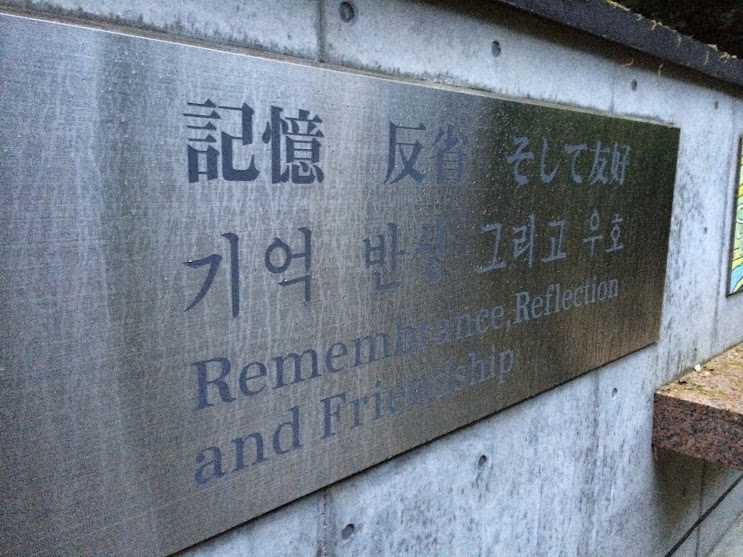 記憶 反省 そして友好
기억 반성 그리고 우호
Remembrance,Reflection
and Friendship